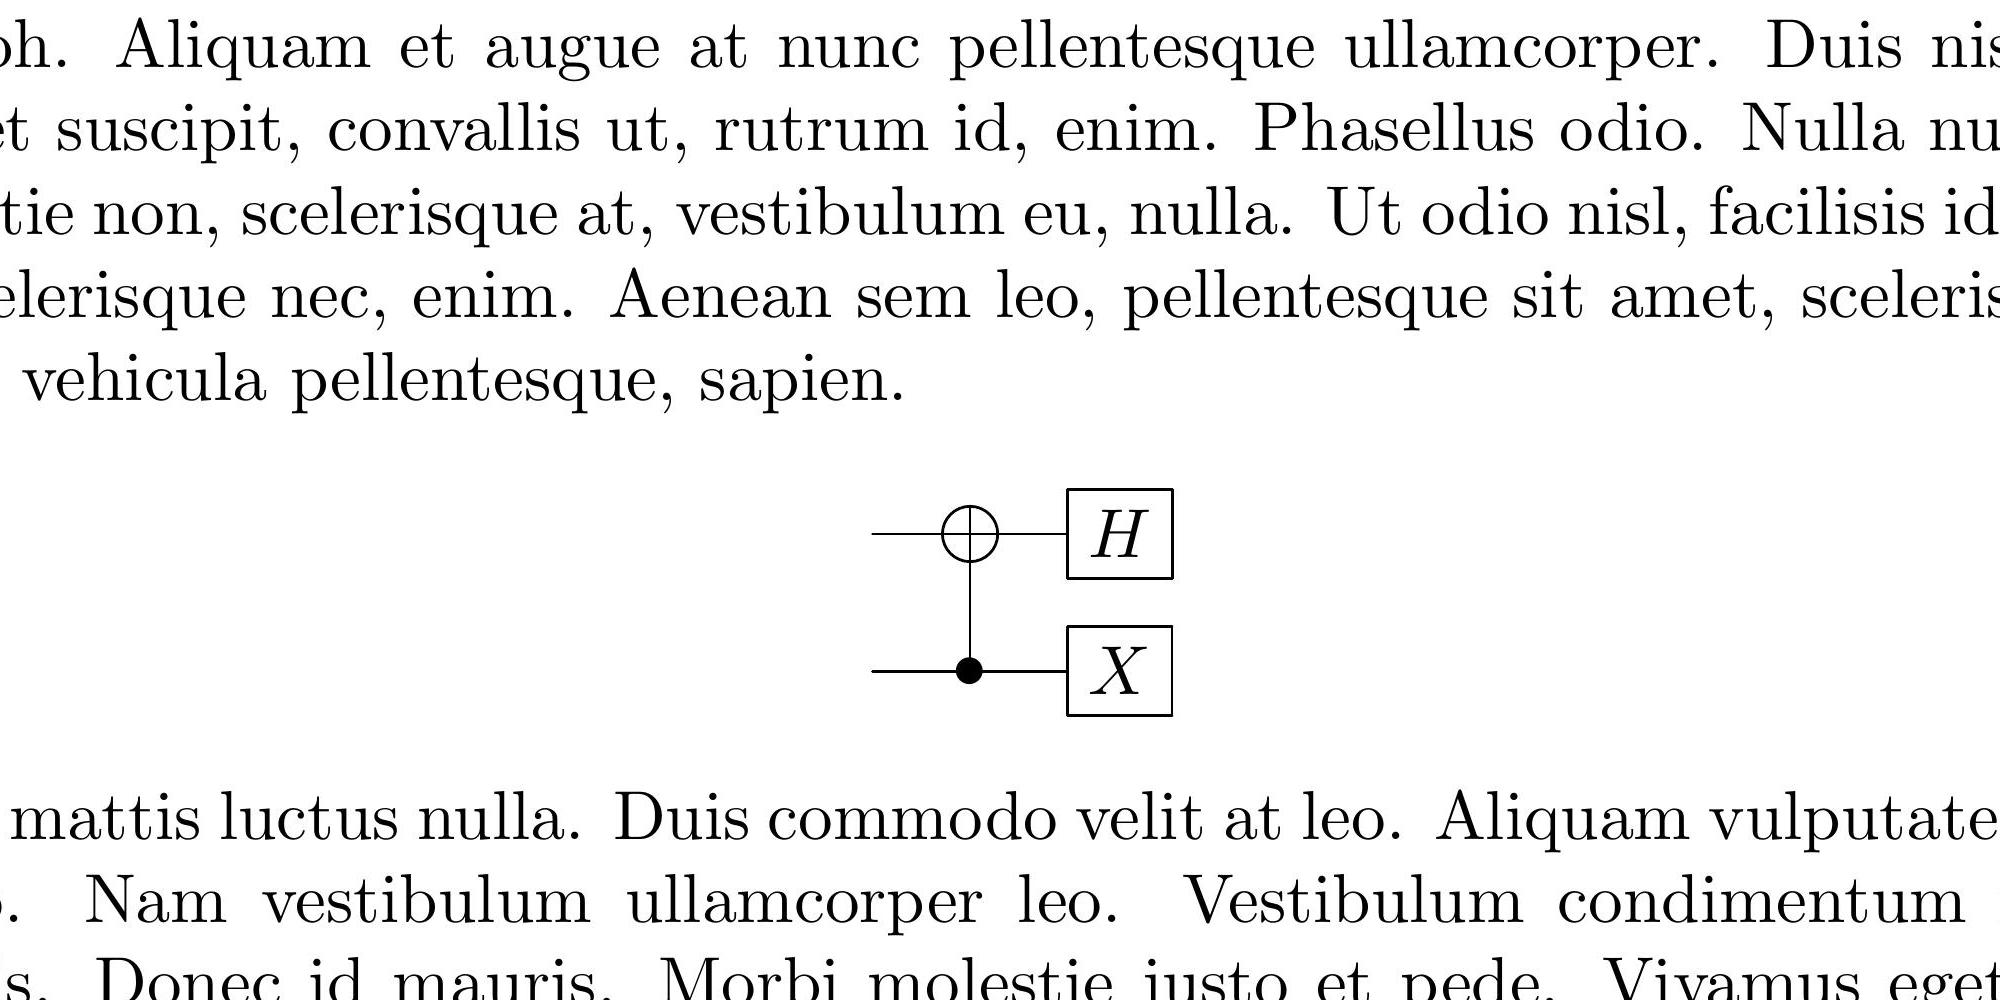 oh. Aliquam et augue at nunc pellentesque ullamcorper. Duis nis
et suscipit, convallis ut, rutrum id, enim. Phasellus odio. Nulla nu
tie non, scelerisque at, vestibulum eu, nulla. Ut odio nisl, facilisis id
elerisque nec, enim. Aenean sem leo, pellentesque sit amet, sceleris
vehicula pellentesque, sapien.
H
X
mattis luctus nulla. Duis commodo velit at leo. Aliquam vulputate
. Nam vestibulum ullamcorper leo. Vestibulum condimentum
s. Donec id mauris. Morbi molestie justo et pede. Vivamus eget